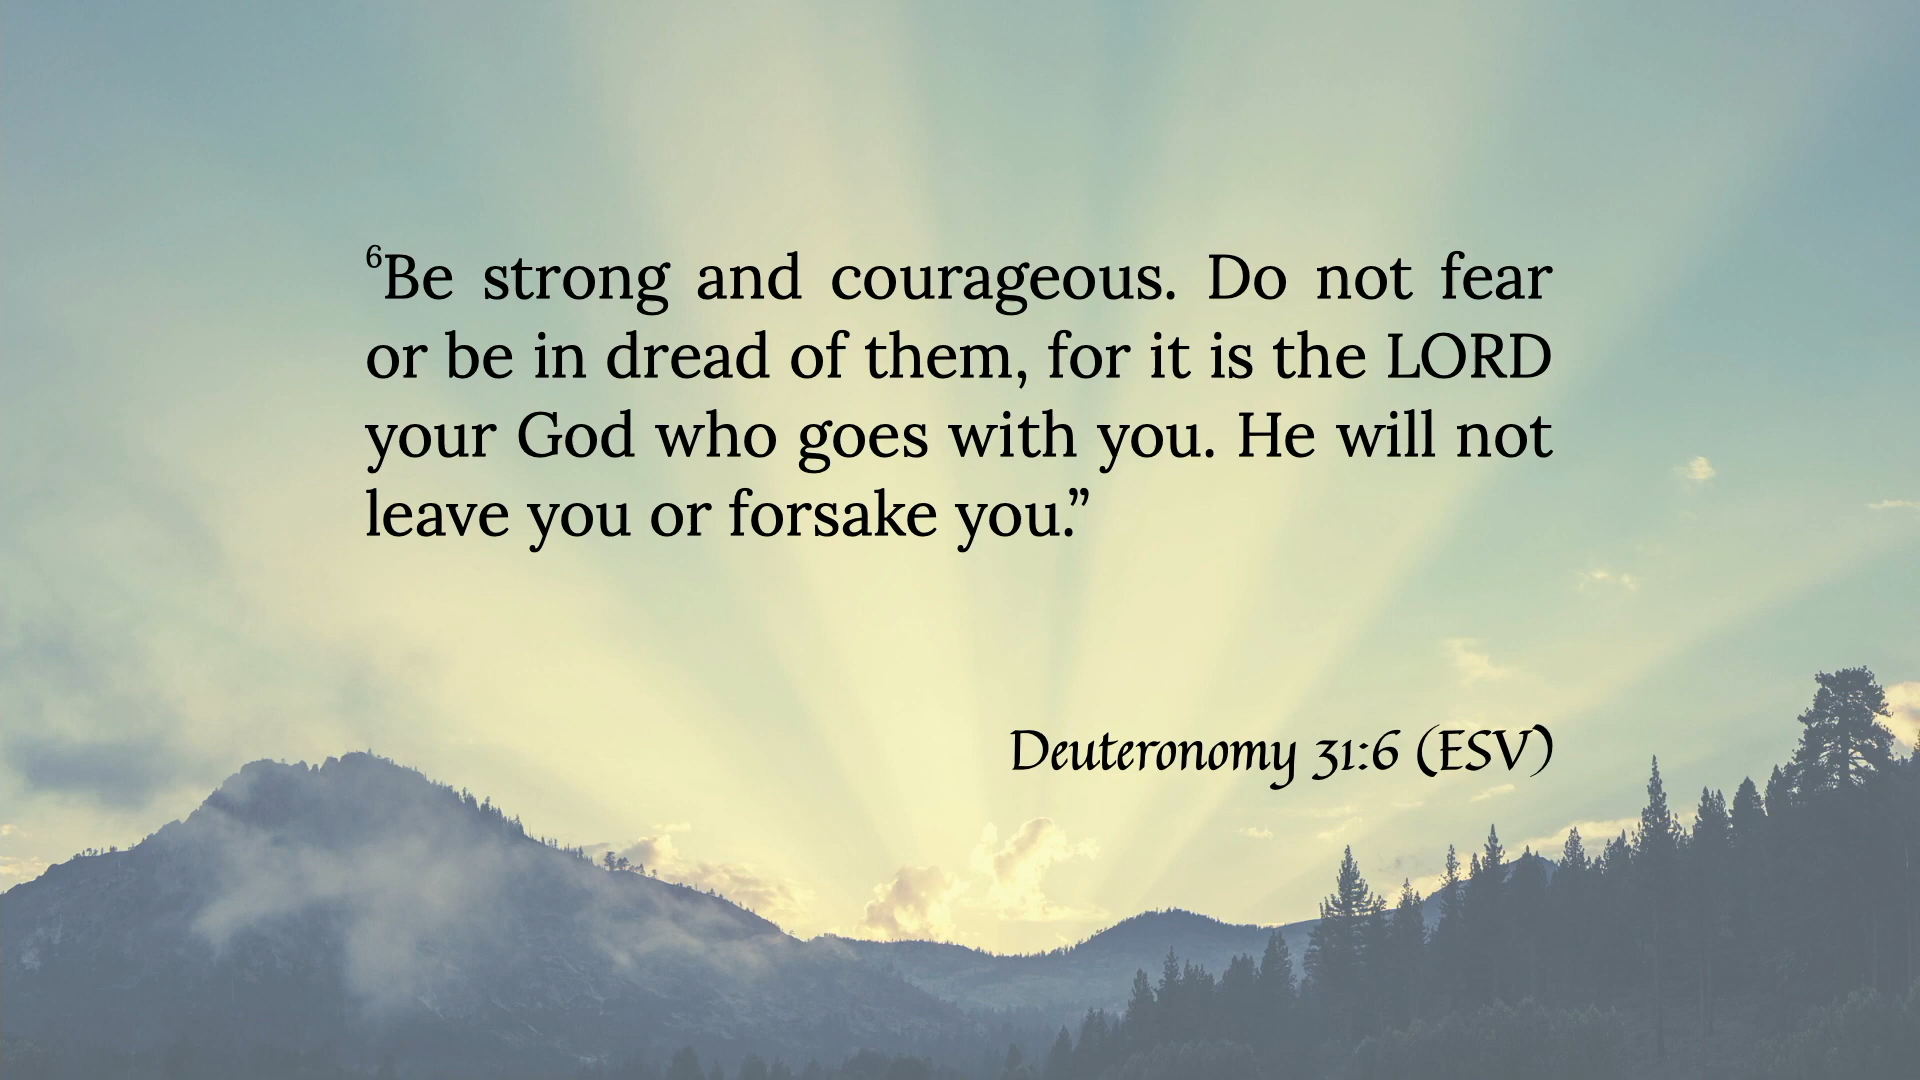 ⁶Be strong and courageous. Do not fear
or be in dread of them, for it is the LORD
your God who goes with you. He will not
leave you or forsake you.”
Deuteronomy 31:6 (ESV)